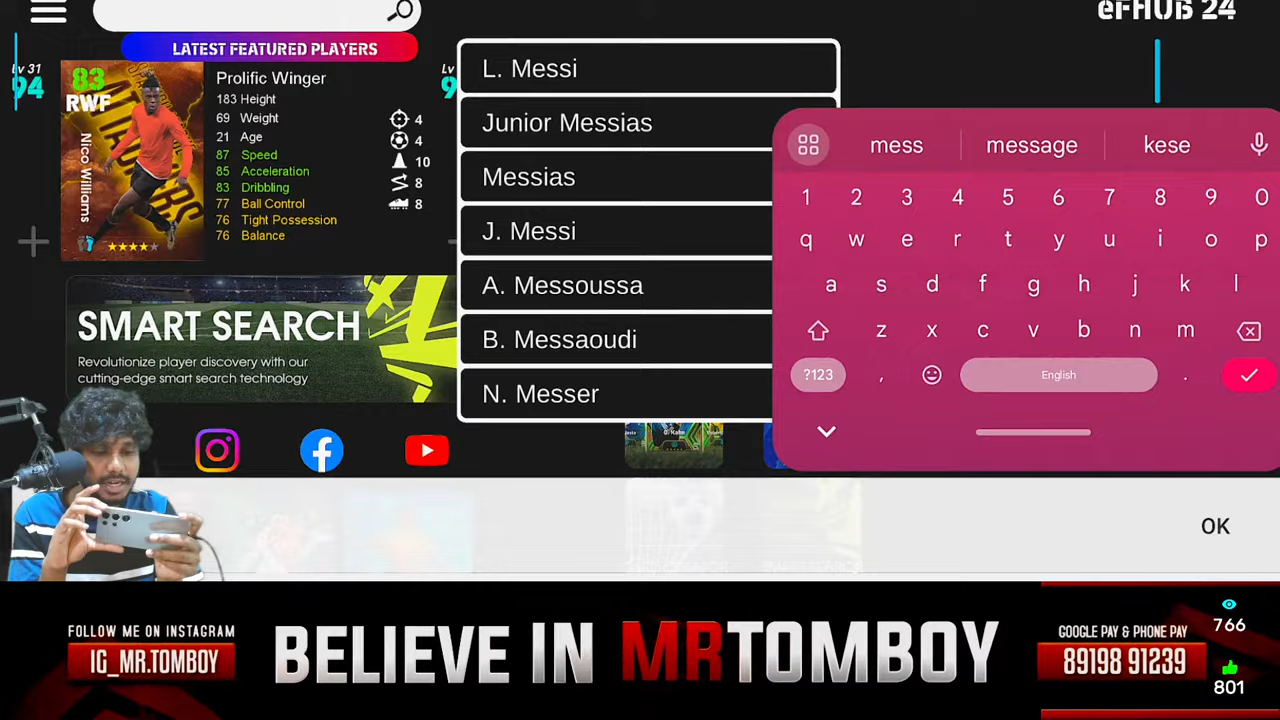 eFHUB 24
LATEST FEATURED PLAYERS
Lv 31
94
83
RWF
Nico Williams
Prolific Winger
183 Height
69 Weight
21 Age
87 Speed
85 Acceleration
83 Dribbling
77 Ball Control
76 Tight Possession
76 Balance
4
4
10
8
8
Lv
9
L. Messi
Junior Messias
Messias
J. Messi
A. Messoussa
B. Messaoudi
N. Messer
mess message kese
1 2 3 4 5 6 7 8 9 0
q w e r t y u i o p
a s d f g h j k l
z x c v b n m
?123 , English .
SMART SEARCH
Revolutionize player discovery with our
cutting-edge smart search technology
OK
FOLLOW ME ON INSTAGRAM
IG_MR.TOMBOY
BELIEVE IN MRTOMBOY
GOOGLE PAY & PHONE PAY
89198 91239
766
801